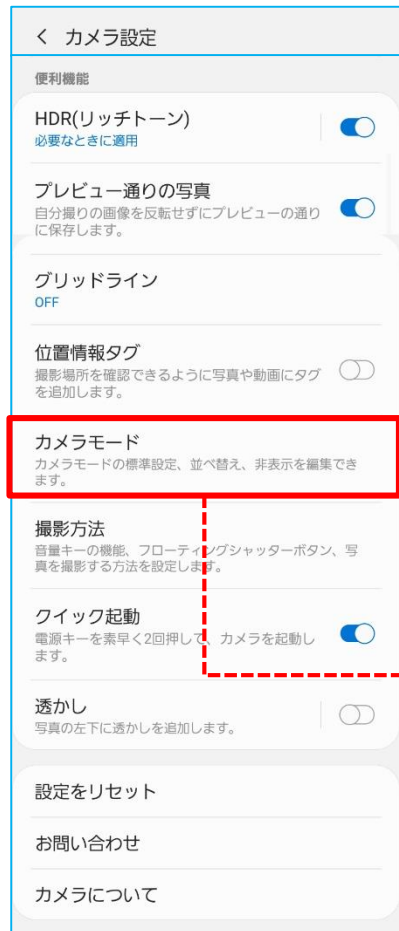 カメラ設定
便利機能
HDR(リッチトーン)
必要なときに適用
プレビュー通りの写真
自分撮りの画像を反転せずにプレビューの通り
に保存します。
グリッドライン
OFF
位置情報タグ
撮影場所を確認できるように写真や動画にタグ
を追加します。
カメラモード
カメラモードの標準設定、並べ替え、非表示を編集でき
ます。
撮影方法
音量キーの機能、フローティングシャッターボタン、写
真を撮影する方法を設定します。
クイック起動
電源キーを素早く2回押して、カメラを起動し
ます。
透かし
写真の左下に透かしを追加します。
設定をリセット
お問い合わせ
カメラについて